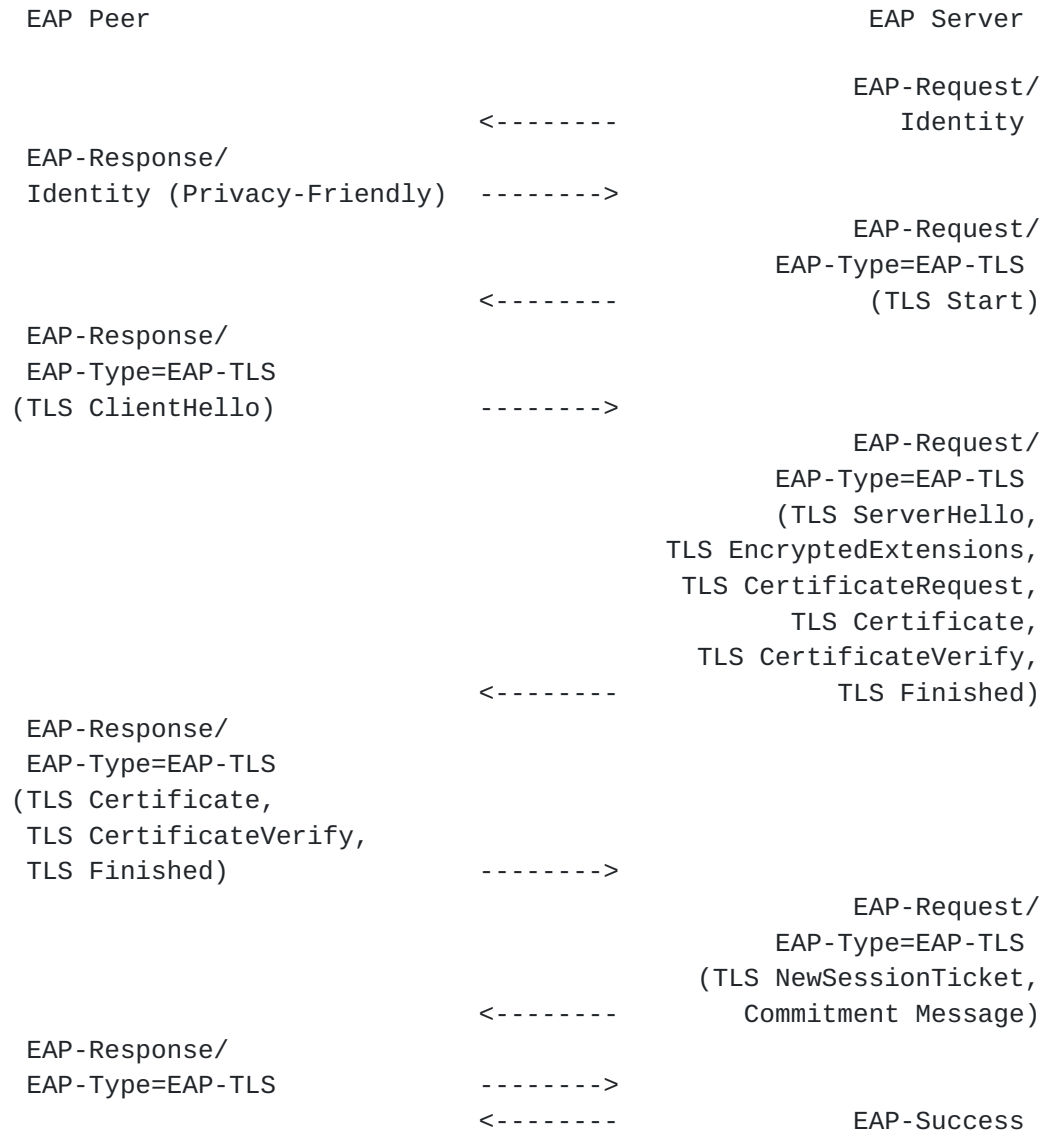 EAP Peer                                              EAP Server
EAP-Request/
<--------                  Identity
EAP-Response/
Identity (Privacy-Friendly)  -------->
EAP-Request/
EAP-Type=EAP-TLS
<--------                (TLS Start)
EAP-Response/
EAP-Type=EAP-TLS
(TLS ClientHello)             -------->
EAP-Request/
EAP-Type=EAP-TLS
(TLS ServerHello,
TLS EncryptedExtensions,
TLS CertificateRequest,
TLS Certificate,
TLS CertificateVerify,
<--------              TLS Finished)
EAP-Response/
EAP-Type=EAP-TLS
(TLS Certificate,
TLS CertificateVerify,
TLS Finished)                -------->
EAP-Request/
EAP-Type=EAP-TLS
(TLS NewSessionTicket,
<--------        Commitment Message)
EAP-Response/
EAP-Type=EAP-TLS             -------->
<--------               EAP-Success